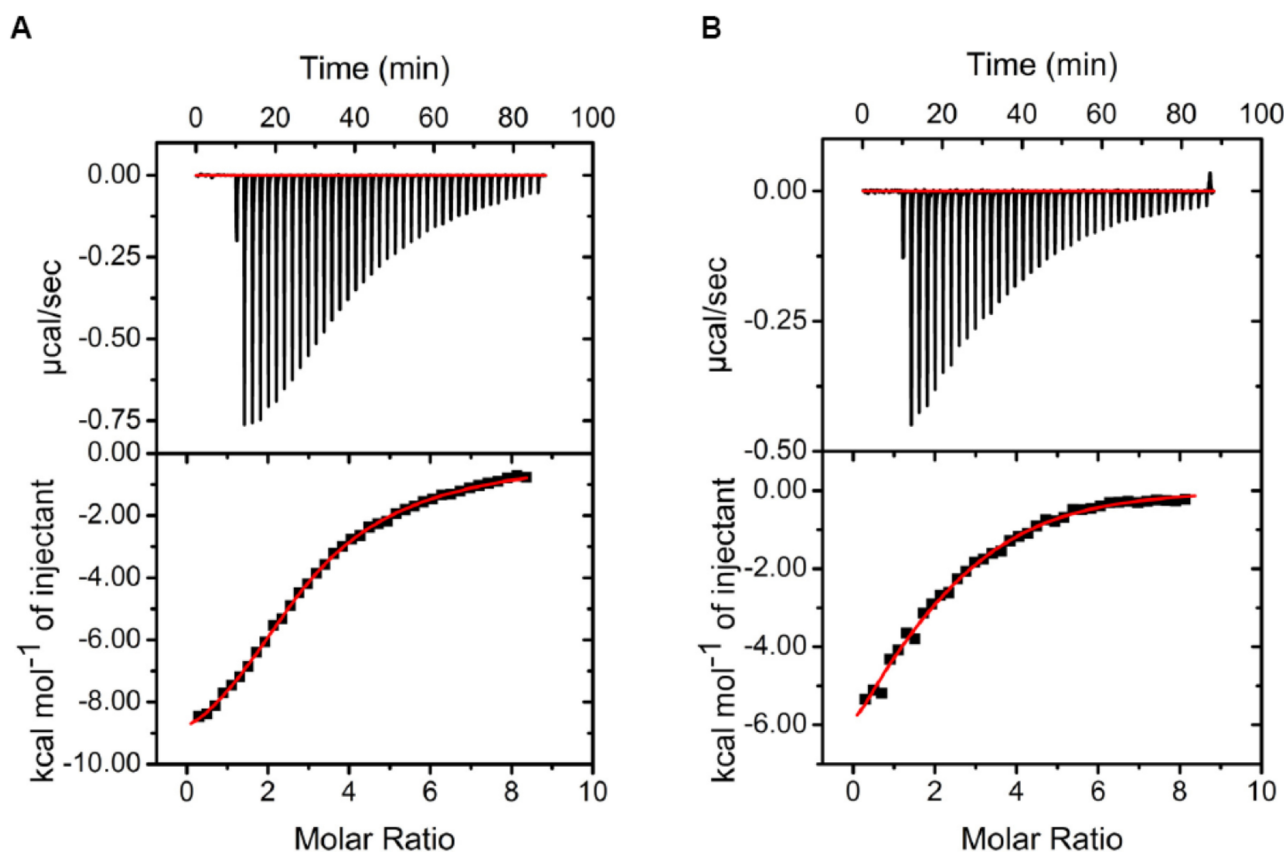 A
Time (min)
0 20 40 60 80 100
0.00
-0.25
-0.50
-0.75
µcal/sec
0.00
-2.00
-4.00
-6.00
-8.00
-10.00
kcal mol⁻¹ of injectant
0 2 4 6 8 10
Molar Ratio
B
Time (min)
0 20 40 60 80 100
0.00
-0.25
-0.50
µcal/sec
0.00
-2.00
-4.00
-6.00
kcal mol⁻¹ of injectant
0 2 4 6 8 10
Molar Ratio